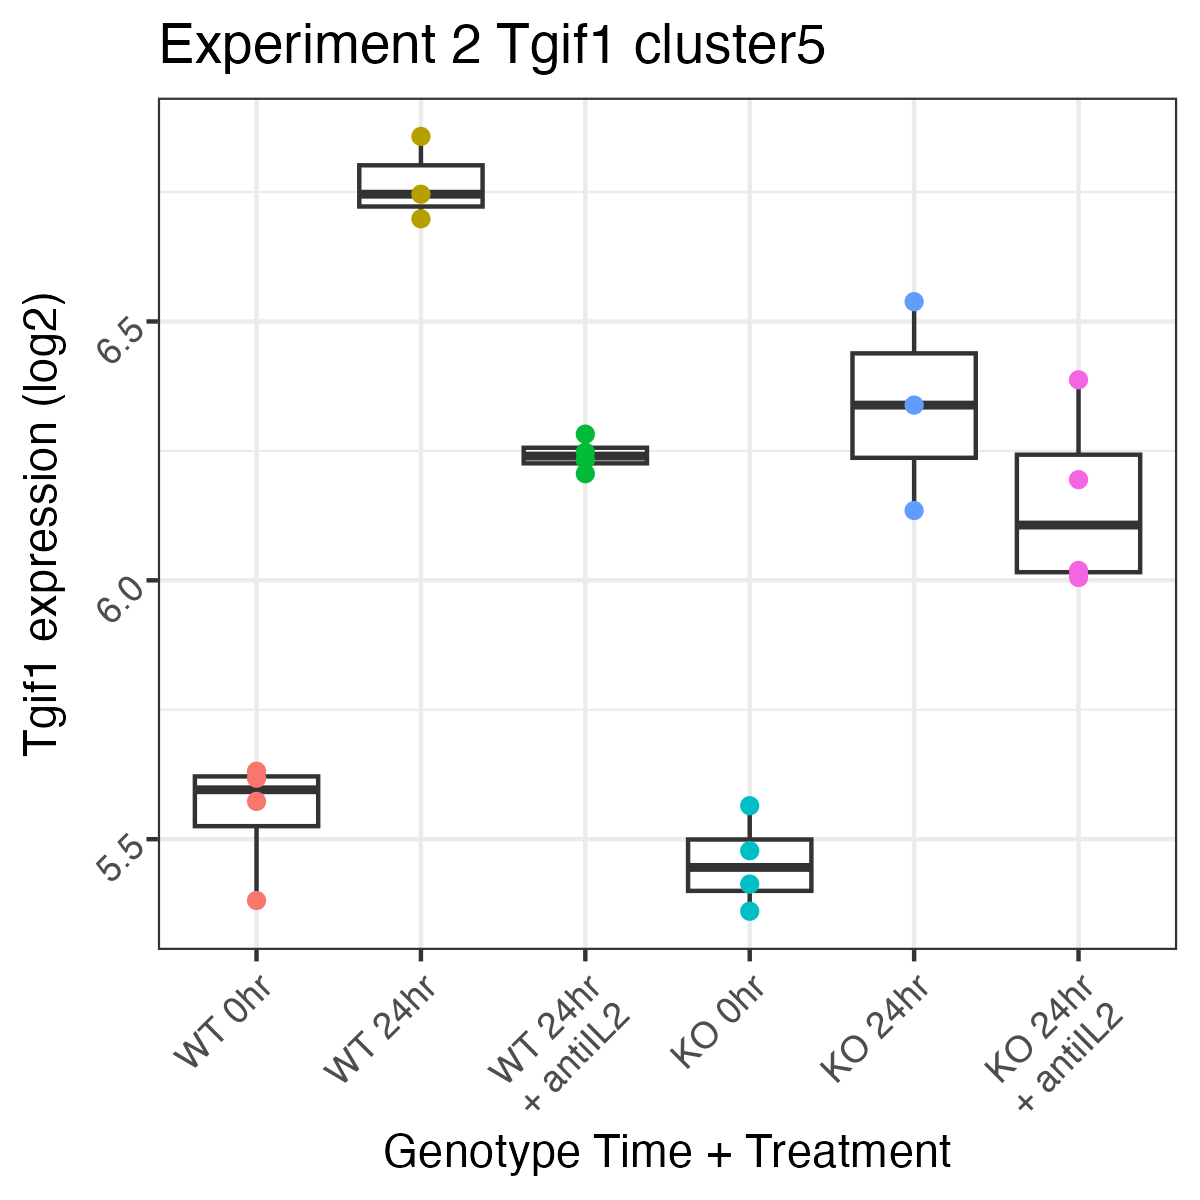 Experiment 2 Tgif1 cluster5
Tgif1 expression (log2)
6.5
6.0
5.5
WT 0hr
WT 24hr
WT 24hr
+ antiIL2
KO 0hr
KO 24hr
KO 24hr
+ antiIL2
Genotype Time + Treatment